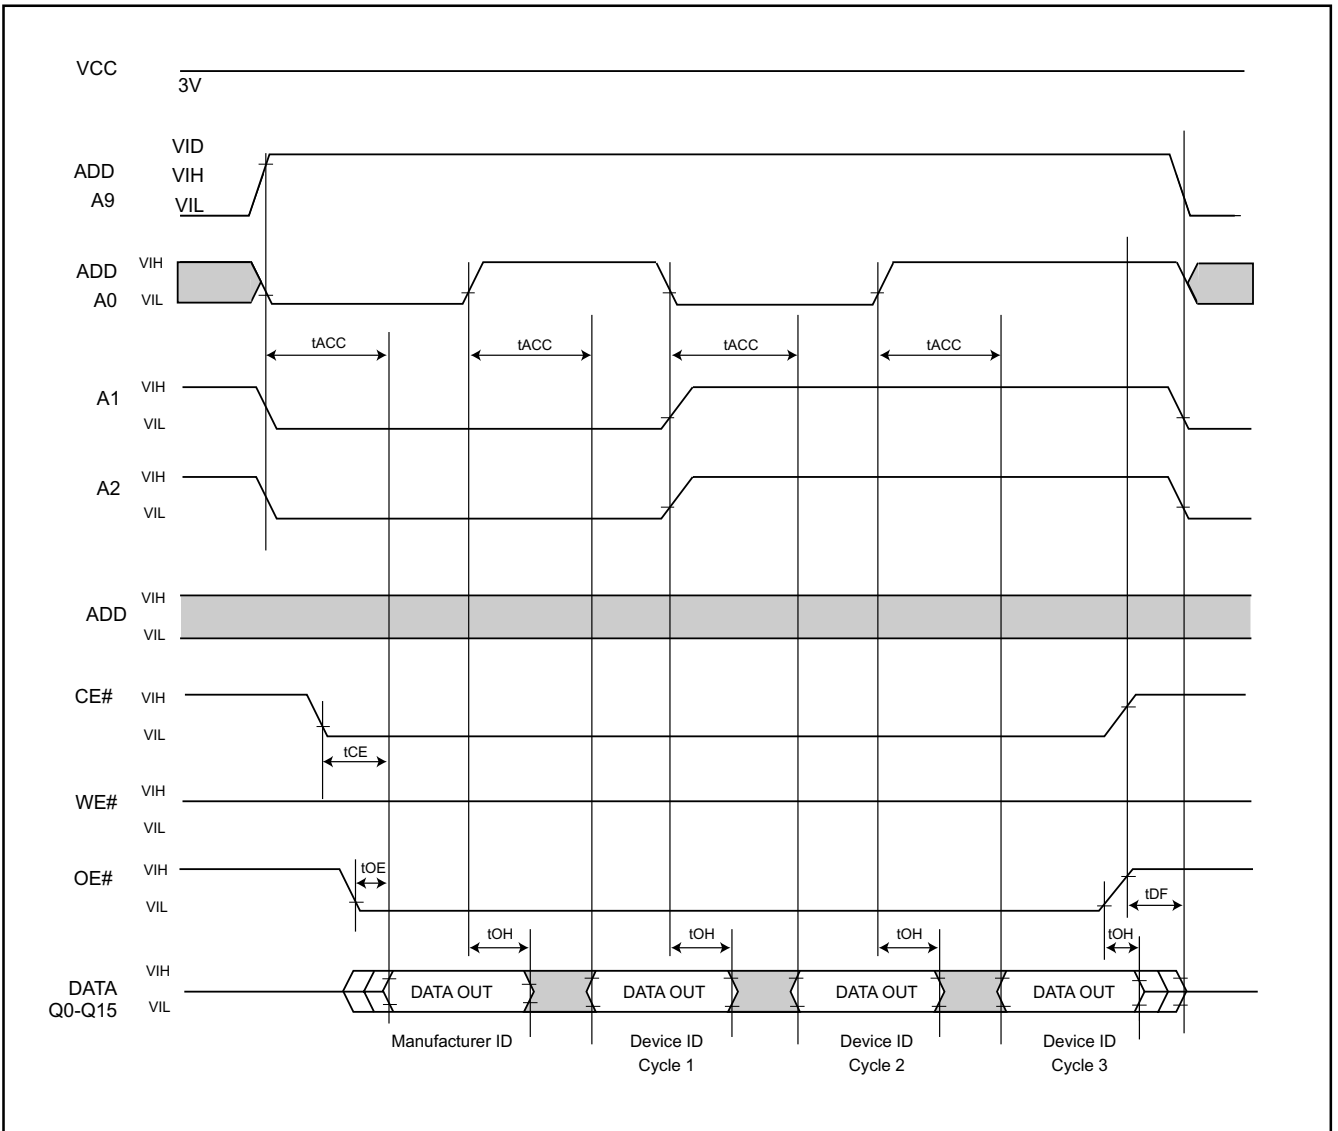 VCC
3V
VID
ADD VIH
A9 VIL
ADD VIH
A0 VIL
tACC tACC tACC tACC
A1 VIH
VIL
A2 VIH
VIL
ADD VIH
VIL
CE# VIH
VIL
tCE
WE# VIH
VIL
OE# VIH
tOE
VIL
tDF
tOH tOH tOH tOH
DATA VIH
Q0-Q15 VIL
DATA OUT DATA OUT DATA OUT DATA OUT
Manufacturer ID Device ID Device ID Device ID
Cycle 1 Cycle 2 Cycle 3